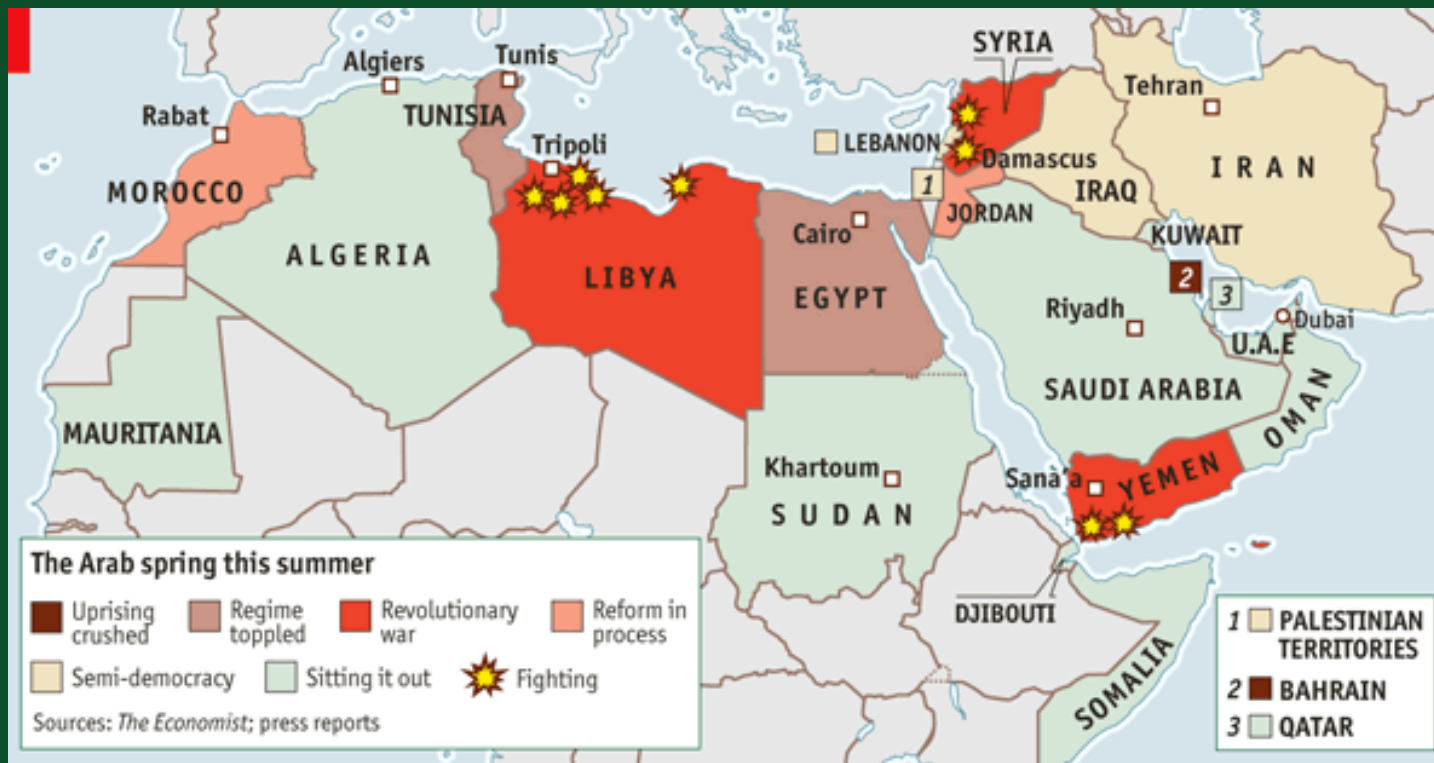 SYRIA
Algiers
Tunis
Tehran
Rabat
TUNISIA
Tripoli
LEBANON
Damascus
IRAN
MOROCCO
1
IRAQ
JORDAN
ALGERIA
Cairo
KUWAIT
LIBYA
EGYPT
2
3
Riyadh
Dubai
U.A.E
SAUDI ARABIA
OMAN
MAURITANIA
Khartoum
Sanà'a
YEMEN
SUDAN
DJIBOUTI
SOMALIA
The Arab spring this summer
Uprising
crushed
Regime
toppled
Revolutionary
war
Reform in
process
Semi-democracy
Sitting it out
Fighting
Sources: The Economist; press reports
1 PALESTINIAN
TERRITORIES
2 BAHRAIN
3 QATAR